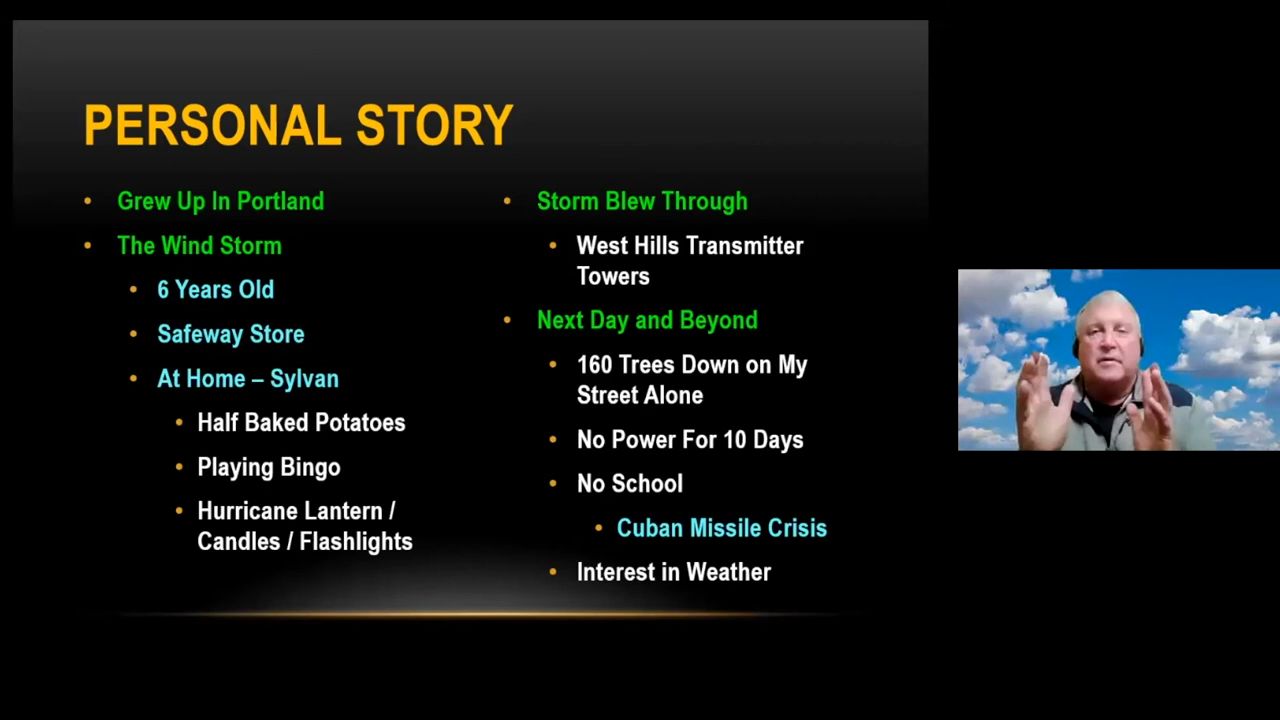 PERSONAL STORY
• Grew Up In Portland
• The Wind Storm
• 6 Years Old
• Safeway Store
• At Home – Sylvan
• Half Baked Potatoes
• Playing Bingo
• Hurricane Lantern /
Candles / Flashlights
• Storm Blew Through
• West Hills Transmitter
Towers
• Next Day and Beyond
• 160 Trees Down on My
Street Alone
• No Power For 10 Days
• No School
• Cuban Missile Crisis
• Interest in Weather